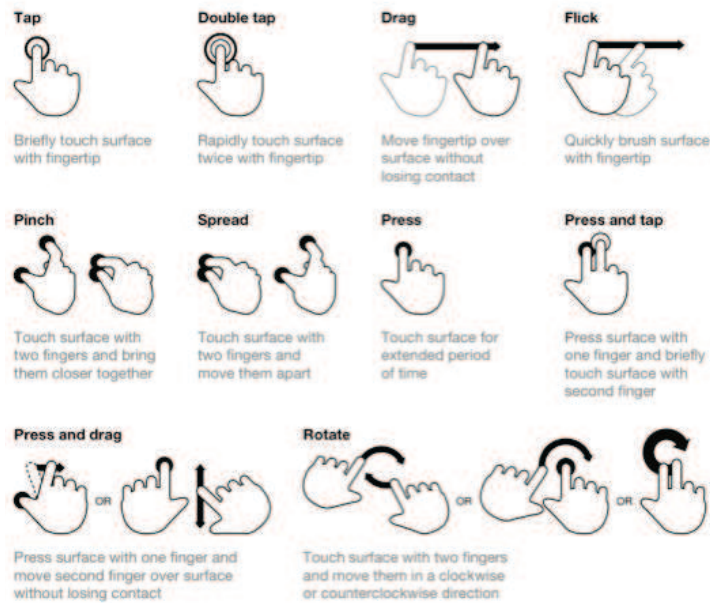 Tap
Briefly touch surface
with fingertip
Double tap
Rapidly touch surface
twice with fingertip
Drag
Move fingertip over
surface without
losing contact
Flick
Quickly brush surface
with fingertip
Pinch
Touch surface with
two fingers and bring
them closer together
Spread
Touch surface with
two fingers and
move them apart
Press
Touch surface for
extended period
of time
Press and tap
Press surface with
one finger and briefly
touch surface with
second finger
Press and drag
OR
Press surface with one finger and
move second finger over surface
without losing contact
Rotate
OR
OR
Touch surface with two fingers
and move them in a clockwise
or counterclockwise direction